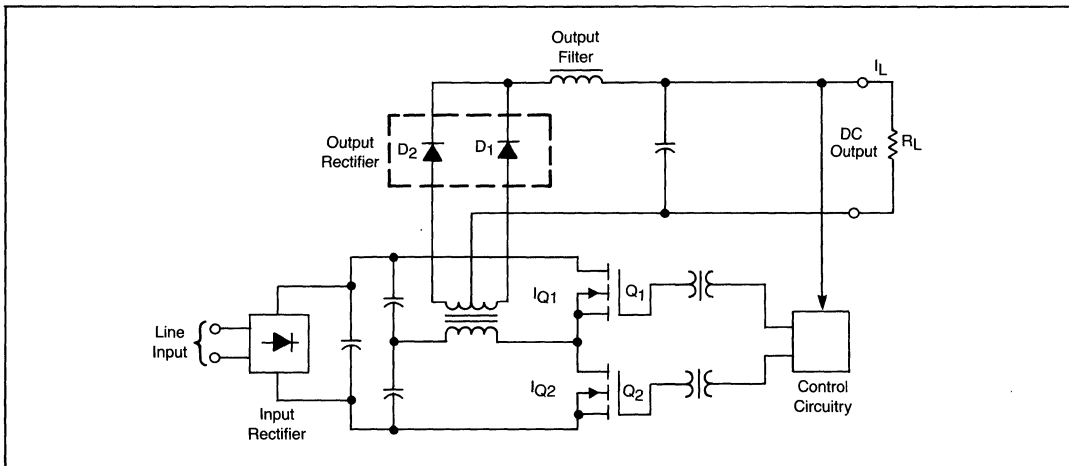 Output
Filter
I_L
Output
Rectifier
D_2
D_1
DC
Output
R_L
I_Q1
Q_1
Line
Input
I_Q2
Q_2
Input
Rectifier
Control
Circuitry